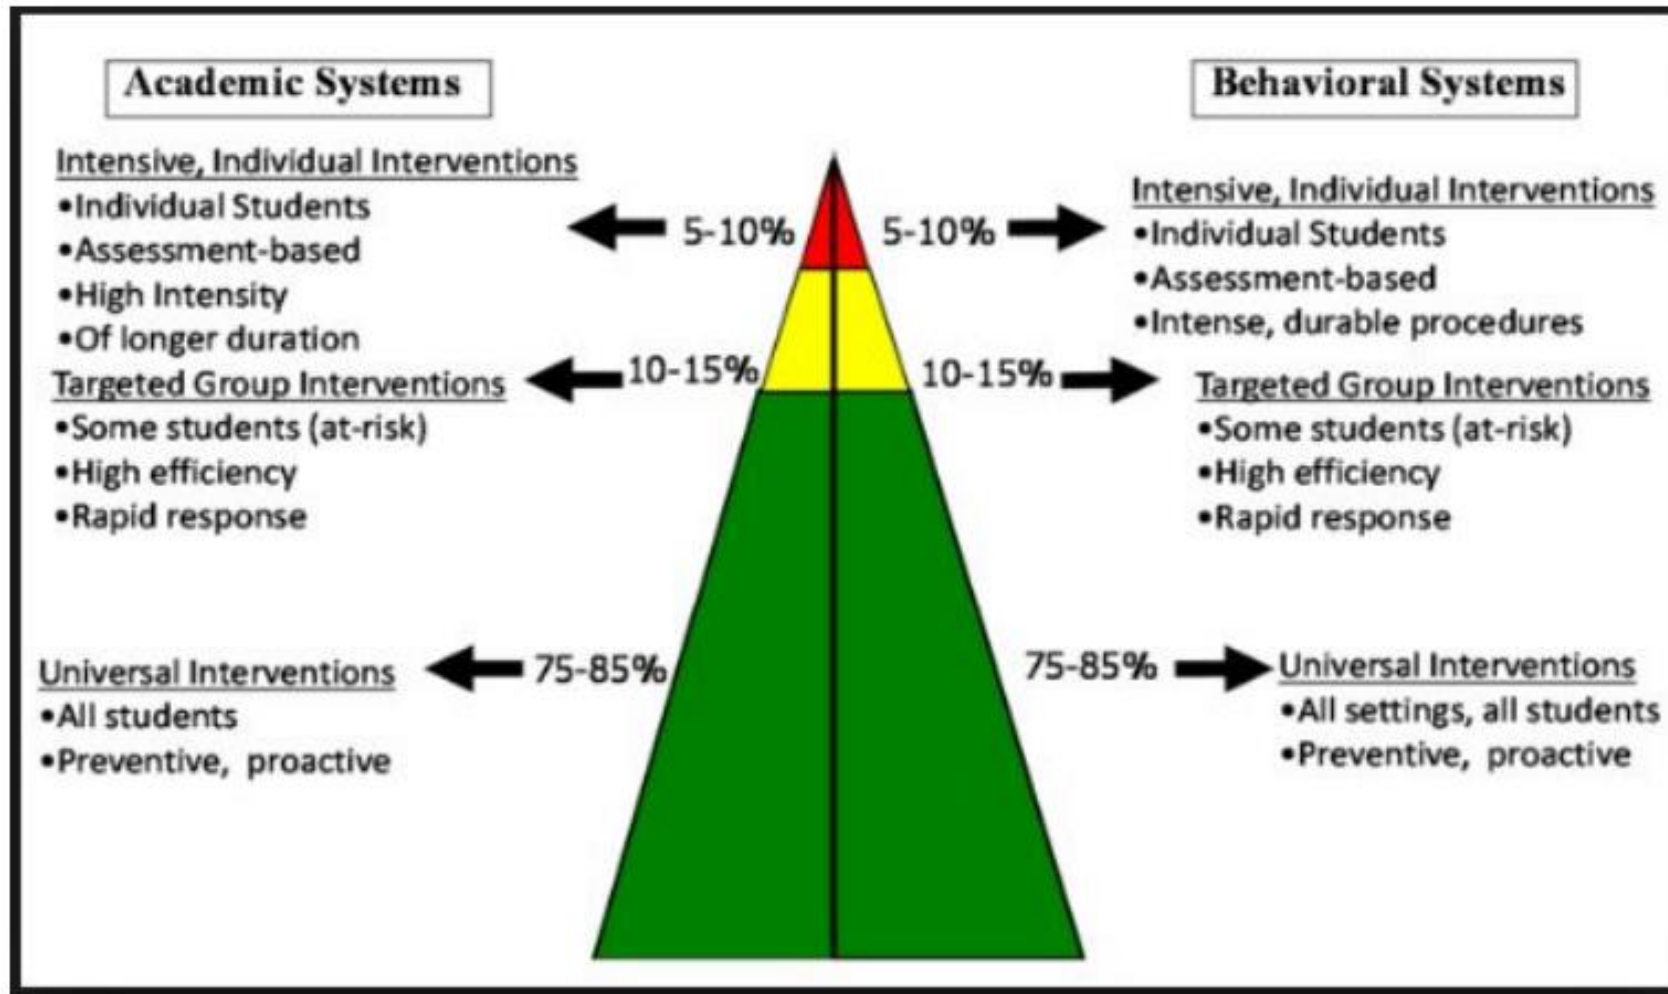 Academic Systems
Intensive, Individual Interventions
•Individual Students
•Assessment-based
•High Intensity
•Of longer duration
Targeted Group Interventions
•Some students (at-risk)
•High efficiency
•Rapid response
Universal Interventions
•All students
•Preventive, proactive
5-10%
5-10%
10-15%
10-15%
75-85%
75-85%
Behavioral Systems
Intensive, Individual Interventions
•Individual Students
•Assessment-based
•Intense, durable procedures
Targeted Group Interventions
•Some students (at-risk)
•High efficiency
•Rapid response
Universal Interventions
•All settings, all students
•Preventive, proactive